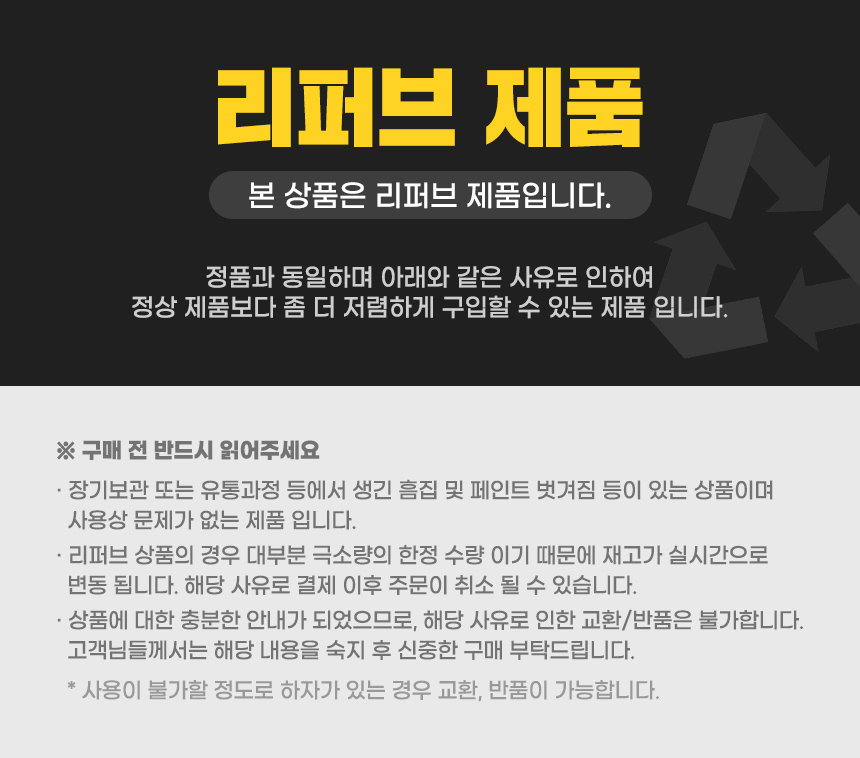 리퍼브 제품
본 상품은 리퍼브 제품입니다.
정품과 동일하며 아래와 같은 사유로 인하여
정상 제품보다 좀 더 저렴하게 구입할 수 있는 제품 입니다.
※ 구매 전 반드시 읽어주세요
· 장기보관 또는 유통과정 등에서 생긴 흠집 및 페인트 벗겨짐 등이 있는 상품이며
사용상 문제가 없는 제품 입니다.
· 리퍼브 상품의 경우 대부분 극소량의 한정 수량 이기 때문에 재고가 실시간으로
변동 됩니다. 해당 사유로 결제 이후 주문이 취소 될 수 있습니다.
· 상품에 대한 충분한 안내가 되었으므로, 해당 사유로 인한 교환/반품은 불가합니다.
고객님들께서는 해당 내용을 숙지 후 신중한 구매 부탁드립니다.
* 사용이 불가할 정도로 하자가 있는 경우 교환, 반품이 가능합니다.